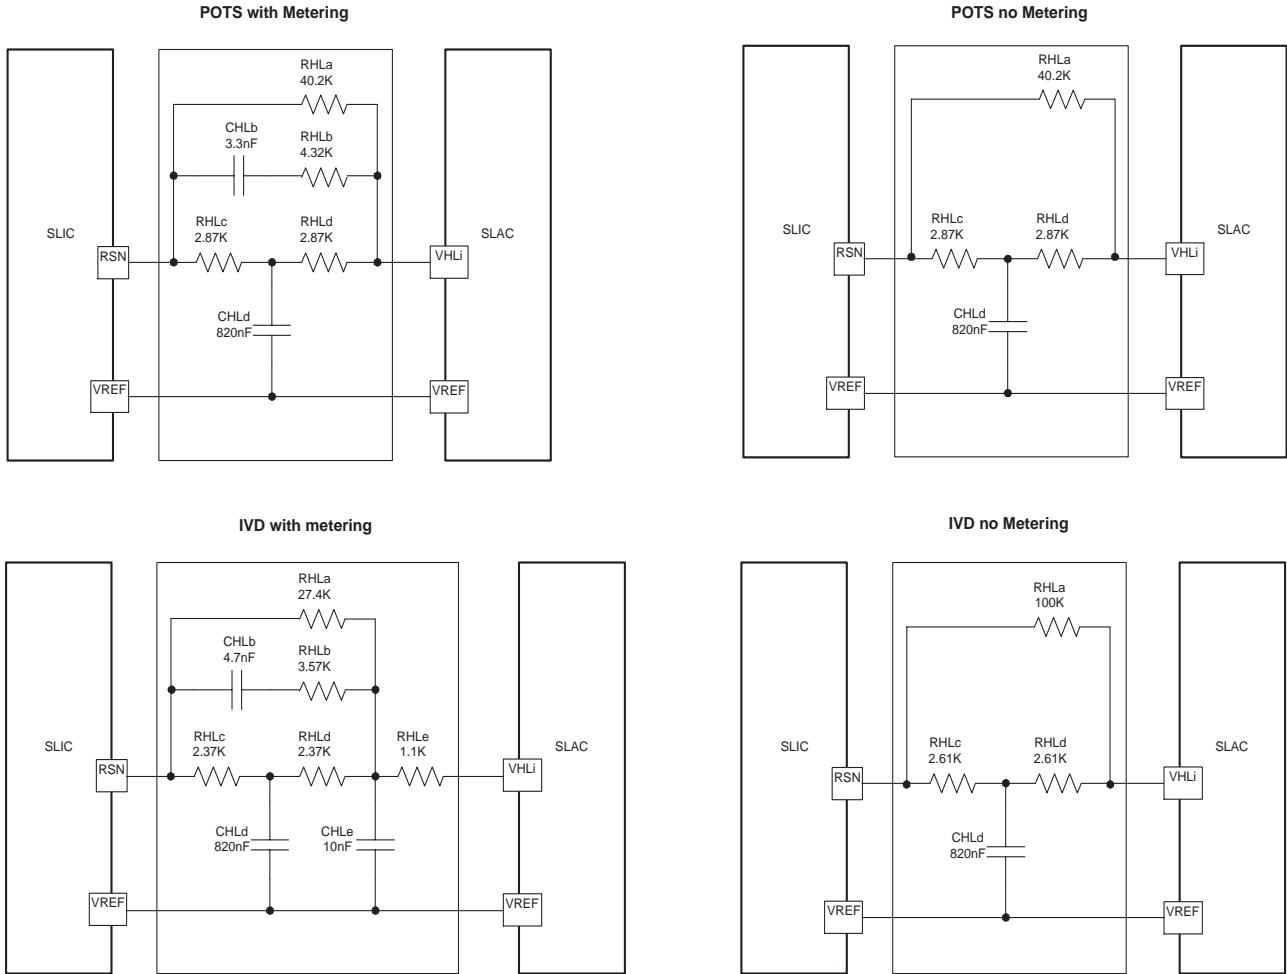 POTS with Metering
RHLa
40.2K
CHLb
3.3nF
RHLb
4.32K
RHLc
2.87K
RHLd
2.87K
SLIC
SLAC
RSN
VHLi
CHLd
820nF
VREF
VREF
POTS no Metering
RHLa
40.2K
RHLc
2.87K
RHLd
2.87K
SLIC
SLAC
RSN
VHLi
CHLd
820nF
VREF
VREF
IVD with metering
RHLa
27.4K
CHLb
4.7nF
RHLb
3.57K
RHLc
2.37K
RHLd
2.37K
RHLe
1.1K
SLIC
SLAC
RSN
VHLi
CHLd
820nF
CHLe
10nF
VREF
VREF
IVD no Metering
RHLa
100K
RHLc
2.61K
RHLd
2.61K
SLIC
SLAC
RSN
VHLi
CHLd
820nF
VREF
VREF